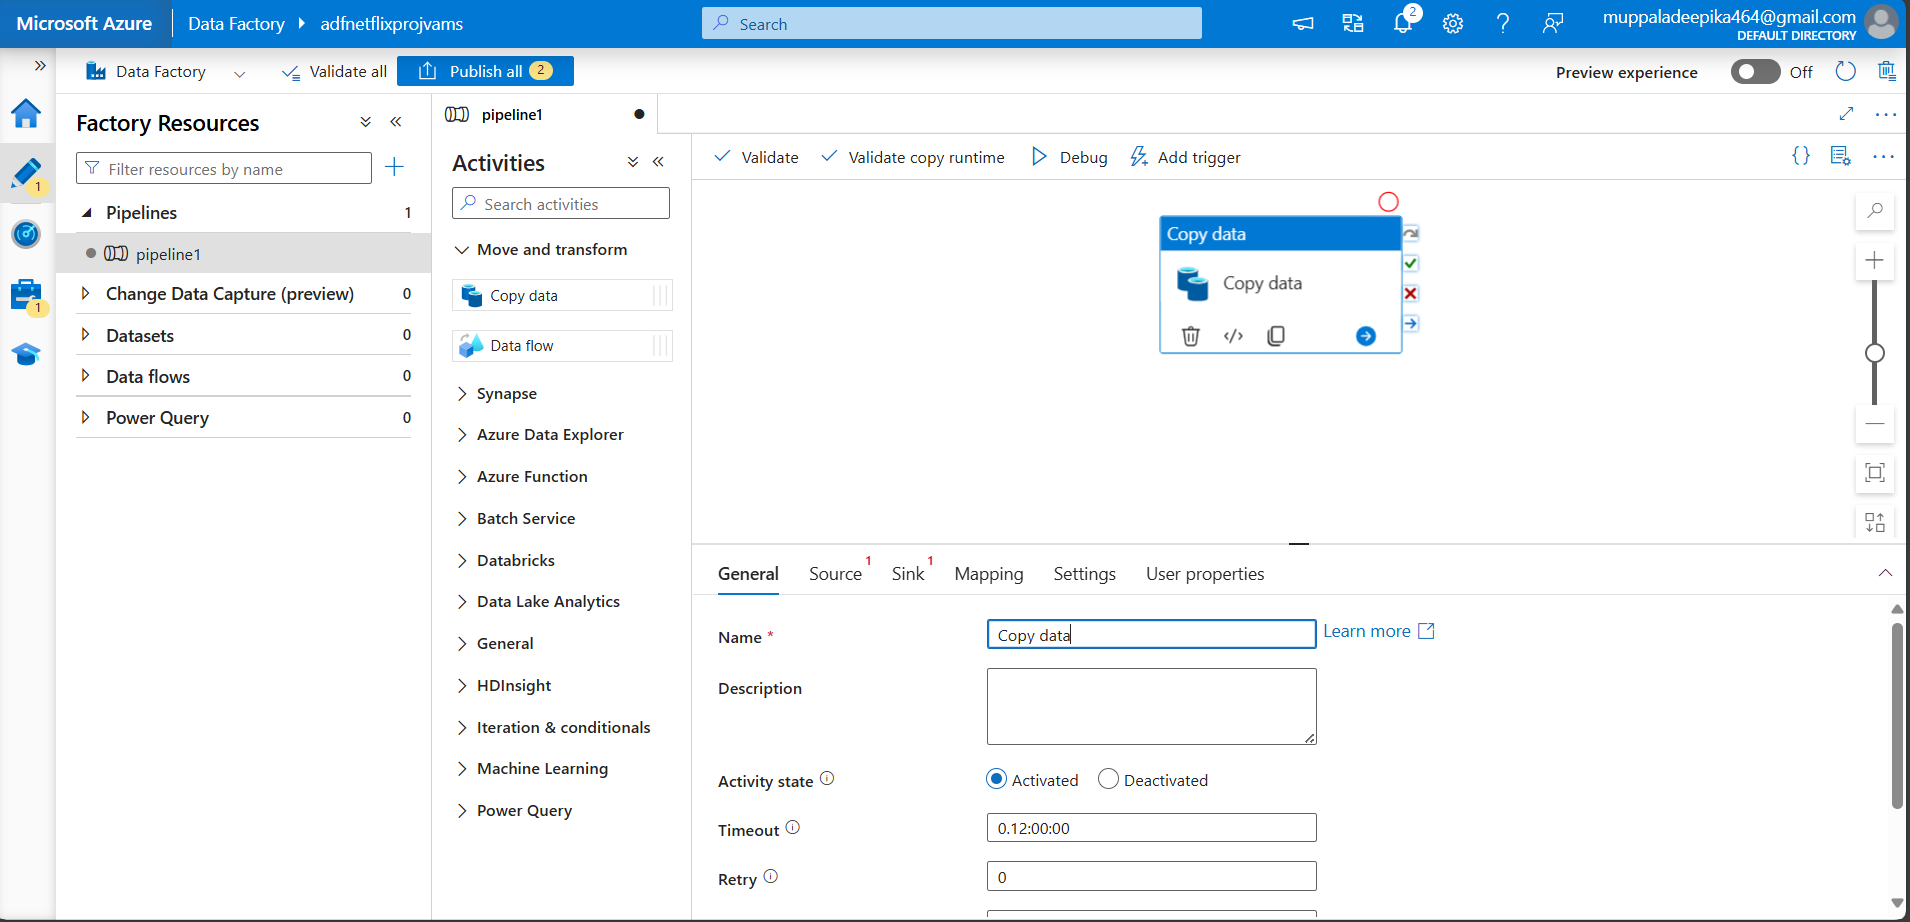 Microsoft Azure
Data Factory
adfnetflixprojvams
Search
2
muppaladeepika464@gmail.com
DEFAULT DIRECTORY
Data Factory
Validate all
Publish all 2
Preview experience
Off
Factory Resources
Filter resources by name
1
1
Pipelines 1
pipeline1
Change Data Capture (preview) 0
Datasets 0
Data flows 0
Power Query 0
pipeline1
Activities
Search activities
Move and transform
Copy data
Data flow
Synapse
Azure Data Explorer
Azure Function
Batch Service
Databricks
Data Lake Analytics
General
HDInsight
Iteration & conditionals
Machine Learning
Power Query
Validate
Validate copy runtime
Debug
Add trigger
Copy data
Copy data
General
Source 1
Sink 1
Mapping
Settings
User properties
Name *
Copy data
Learn more
Description
Activity state
Activated
Deactivated
Timeout
0.12:00:00
Retry
0